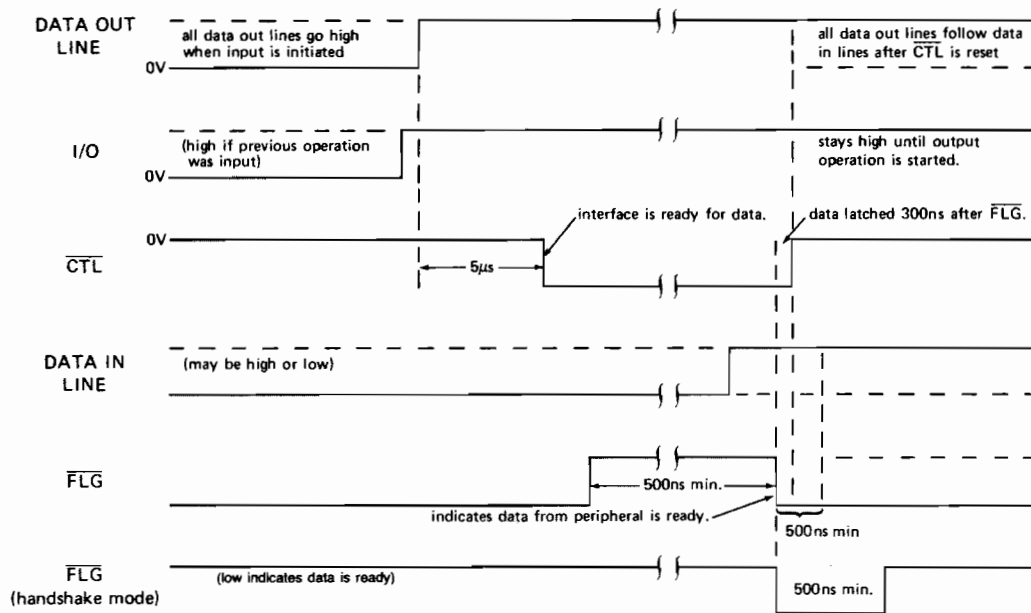 DATA OUT
LINE
all data out lines go high
when input is initiated
0V
all data out lines follow data
in lines after CTL is reset
I/O
(high if previous operation
was input)
0V
stays high until output
operation is started.
interface is ready for data.
data latched 300ns after FLG.
0V
CTL
5μs
DATA IN
LINE
(may be high or low)
FLG
500ns min.
indicates data from peripheral is ready.
500ns min
FLG
(handshake mode)
(low indicates data is ready)
500ns min.